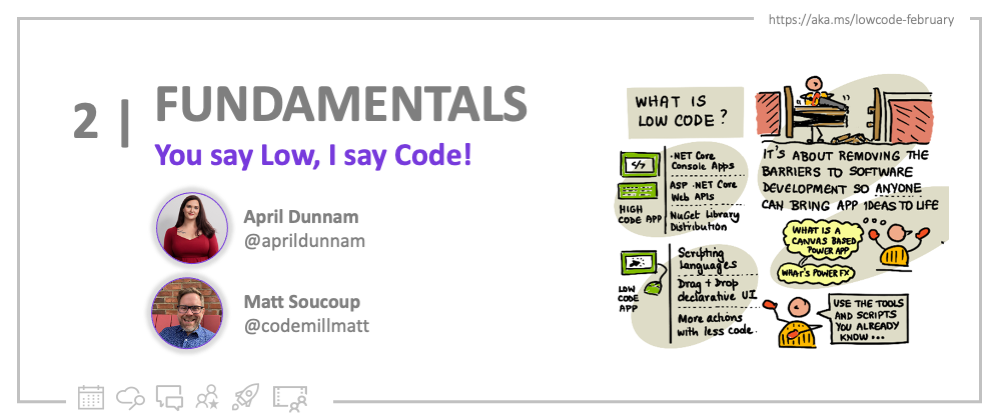 https://aka.ms/lowcode-february
2 |
FUNDAMENTALS
You say Low, I say Code!
April Dunnam
@aprildunnam
Matt Soucoup
@codemillmatt
WHAT IS
LOW CODE?
</>
HIGH
CODE APP
.NET Core
Console Apps
ASP .NET Core
Web APIs
NuGet Library
Distribution
LOW
CODE
APP
Scripting
Languages
Drag + Drop
declarative UI
More actions
with less code.
IT'S ABOUT REMOVING THE
BARRIERS TO SOFTWARE
DEVELOPMENT SO ANYONE
CAN BRING APP IDEAS TO LIFE
WHAT IS A
CANVAS BASED
POWER APP
WHAT'S POWER FX
USE THE TOOLS
AND SCRIPTS
YOU ALREADY
KNOW...